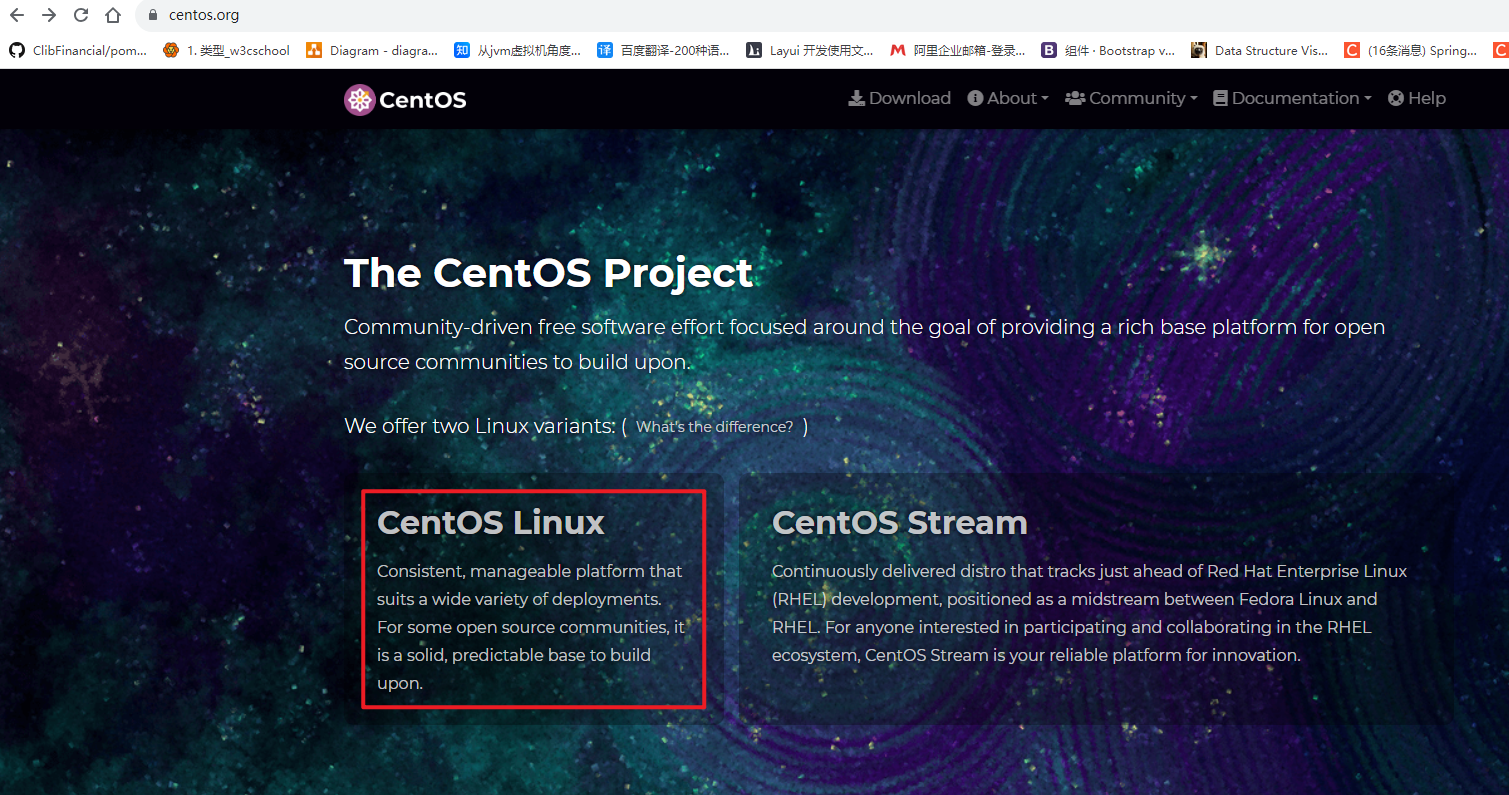 centos.org
ClibFinancial/pom...
1. 类型_w3cschool
Diagram - diagra...
从jvm虚拟机角度...
百度翻译-200种语...
Layui 开发使用文...
阿里企业邮箱-登录...
组件 · Bootstrap v...
Data Structure Vis...
(16条消息) Spring...
CentOS
Download
About
Community
Documentation
Help
The CentOS Project
Community-driven free software effort focused around the goal of providing a rich base platform for open
source communities to build upon.
We offer two Linux variants: ( What's the difference? )
CentOS Linux
Consistent, manageable platform that
suits a wide variety of deployments.
For some open source communities, it
is a solid, predictable base to build
upon.
CentOS Stream
Continuously delivered distro that tracks just ahead of Red Hat Enterprise Linux
(RHEL) development, positioned as a midstream between Fedora Linux and
RHEL. For anyone interested in participating and collaborating in the RHEL
ecosystem, CentOS Stream is your reliable platform for innovation.